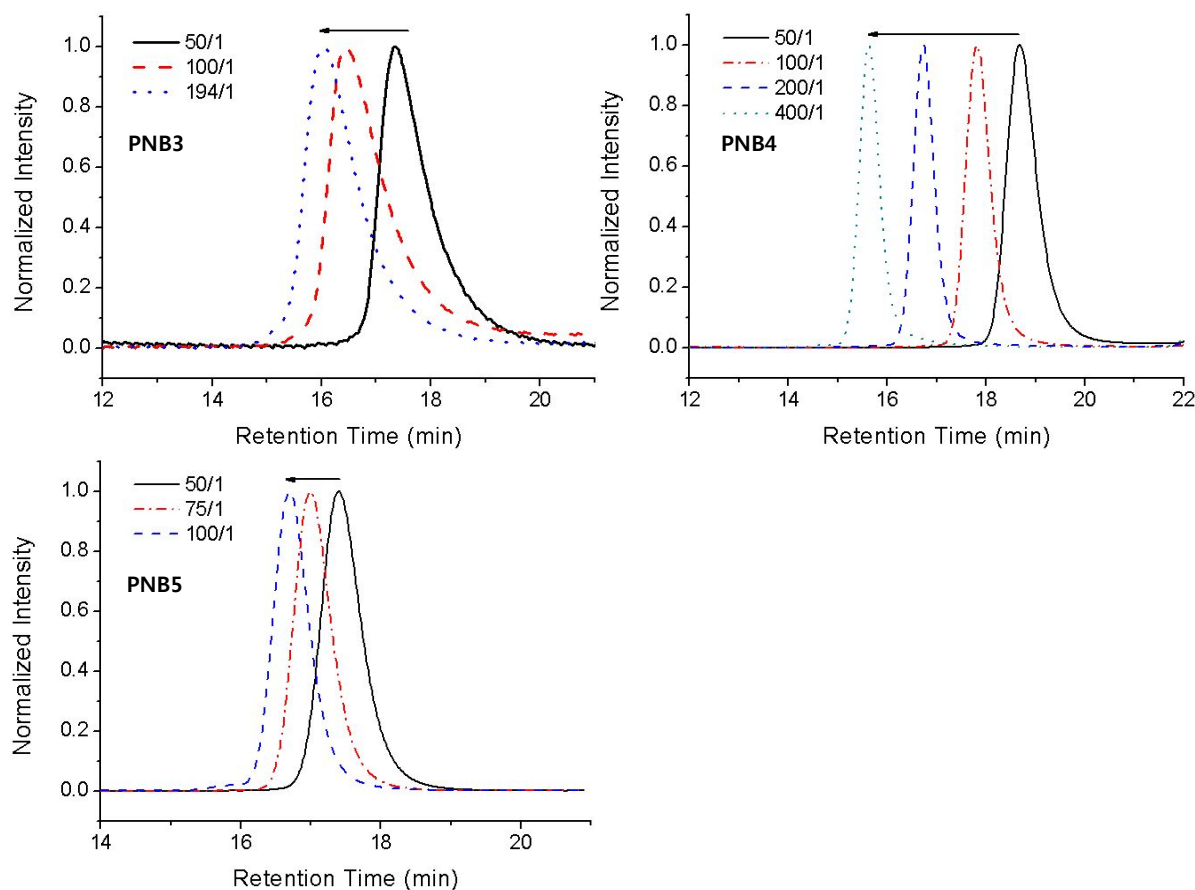 50/1
100/1
194/1
PNB3
Normalized Intensity
1.0
0.8
0.6
0.4
0.2
0.0
12 14 16 18 20
Retention Time (min)
50/1
100/1
200/1
400/1
PNB4
Normalized Intensity
1.0
0.8
0.6
0.4
0.2
0.0
12 14 16 18 20 22
Retention Time (min)
50/1
75/1
100/1
PNB5
Normalized Intensity
1.0
0.8
0.6
0.4
0.2
0.0
14 16 18 20
Retention Time (min)